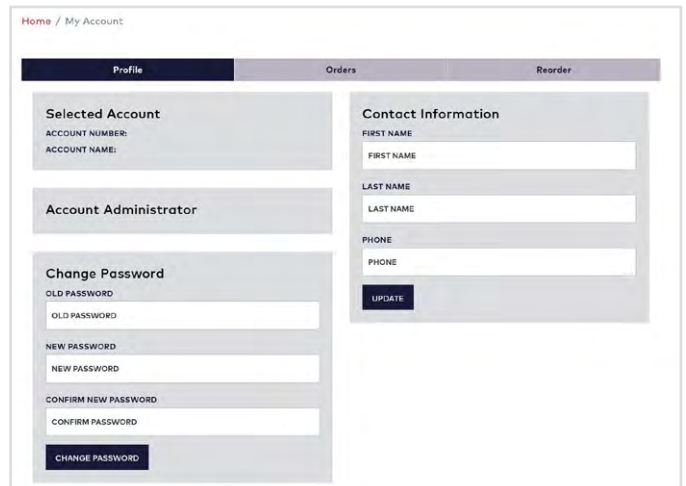 Home / My Account
Profile
Orders
Reorder
Selected Account
ACCOUNT NUMBER:
ACCOUNT NAME:
Account Administrator
Change Password
OLD PASSWORD
OLD PASSWORD
NEW PASSWORD
NEW PASSWORD
CONFIRM NEW PASSWORD
CONFIRM PASSWORD
CHANGE PASSWORD
Contact Information
FIRST NAME
FIRST NAME
LAST NAME
LAST NAME
PHONE
PHONE
UPDATE